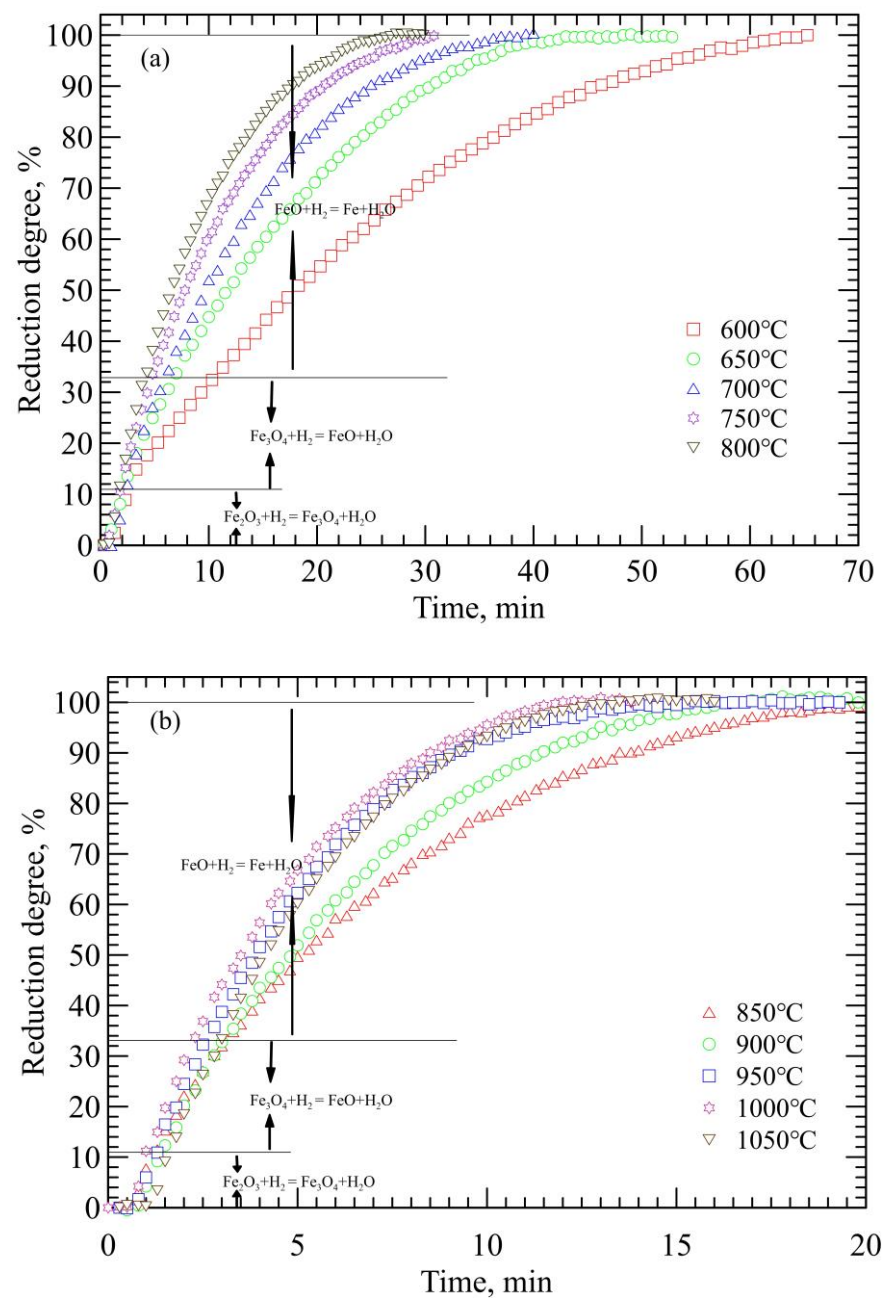 (a)
Reduction degree, %
100
90
80
70
60
50
40
30
20
10
0
FeO+H₂ = Fe+H₂O
Fe₃O₄+H₂ = FeO+H₂O
Fe₂O₃+H₂ = Fe₃O₄+H₂O
600℃
650℃
700℃
750℃
800℃
0 10 20 30 40 50 60 70
Time, min
(b)
Reduction degree, %
100
90
80
70
60
50
40
30
20
10
0
FeO+H₂ = Fe+H₂O
Fe₃O₄+H₂ = FeO+H₂O
Fe₂O₃+H₂ = Fe₃O₄+H₂O
850℃
900℃
950℃
1000℃
1050℃
0 5 10 15 20
Time, min